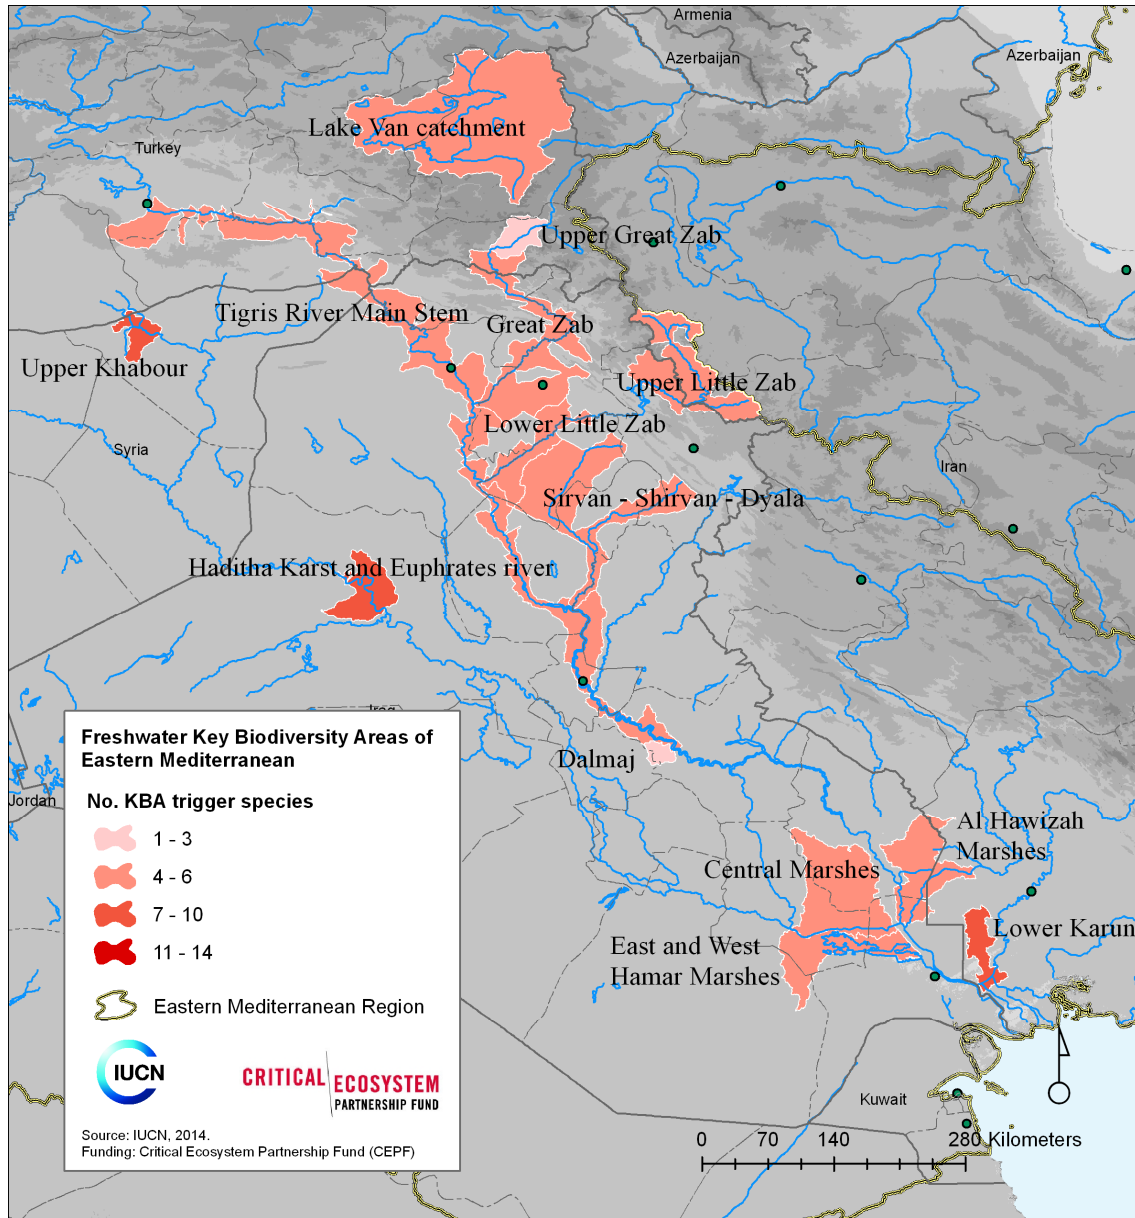 Armenia
Azerbaijan
Azerbaijan
Lake Van catchment
Turkey
Upper Great Zab
Tigris River Main Stem
Great Zab
Upper Khabour
Upper Little Zab
Lower Little Zab
Syria
Iran
Sirvan - Shirvan - Dyala
Haditha Karst and Euphrates river
Iraq
Dalmaj
Jordan
Al Hawizah
Marshes
Central Marshes
Lower Karun
East and West
Hamar Marshes
Kuwait
0 70 140 280 Kilometers
Freshwater Key Biodiversity Areas of
Eastern Mediterranean
No. KBA trigger species
1 - 3
4 - 6
7 - 10
11 - 14
Eastern Mediterranean Region
IUCN
CRITICAL ECOSYSTEM
PARTNERSHIP FUND
Source: IUCN, 2014.
Funding: Critical Ecosystem Partnership Fund (CEPF)